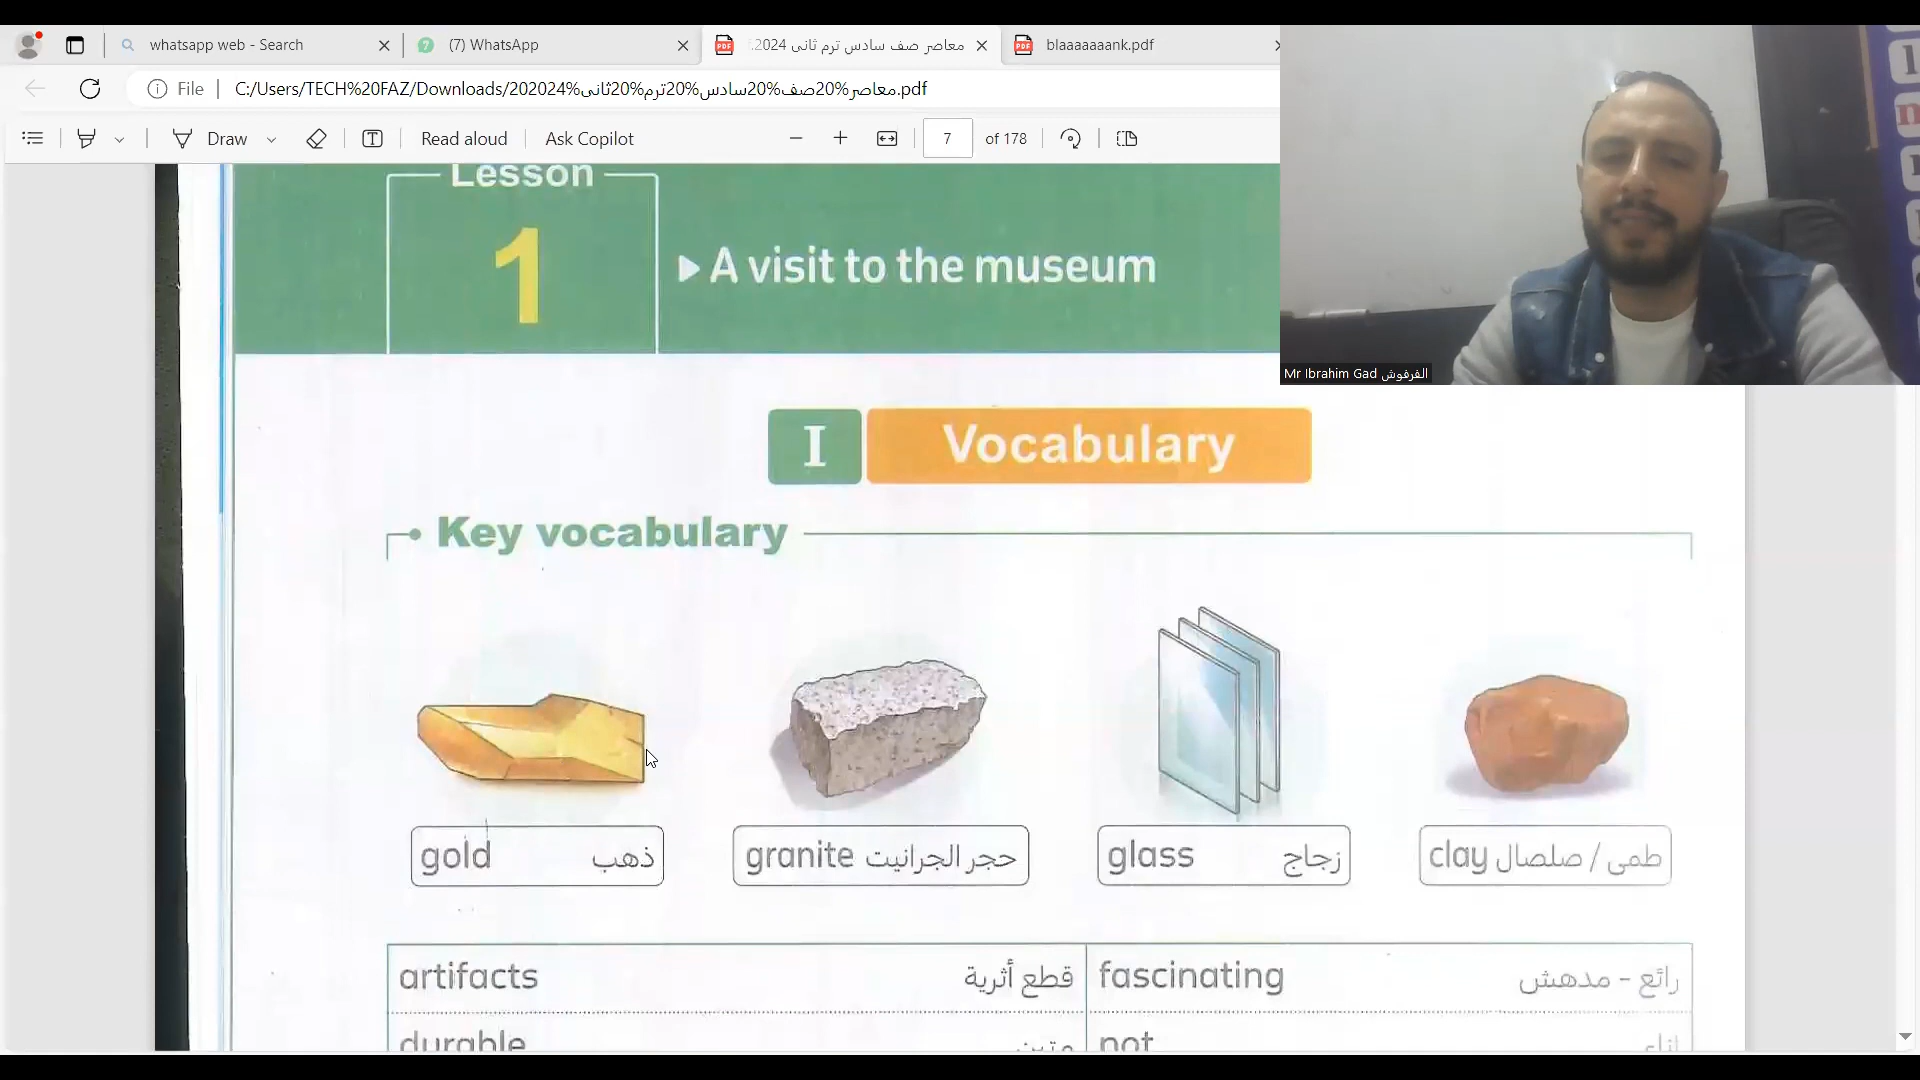 whatsapp web - Search
(7) WhatsApp
معاصر صف سادس ترم ثانى 2024.
blaaaaaaank.pdf
File
C:/Users/TECH%20FAZ/Downloads/202024%معاصر%20صف%20سادس%20ترم%20ثانى.pdf
Draw
Read aloud
Ask Copilot
7 of 178
Lesson
1
A visit to the museum
Mr Ibrahim Gad الفرفوش
I Vocabulary
Key vocabulary
gold ذهب
granite حجر الجرانيت
glass زجاج
clay طمى / صلصال
artifacts قطع أثرية
fascinating رائع - مدهش
durable متين